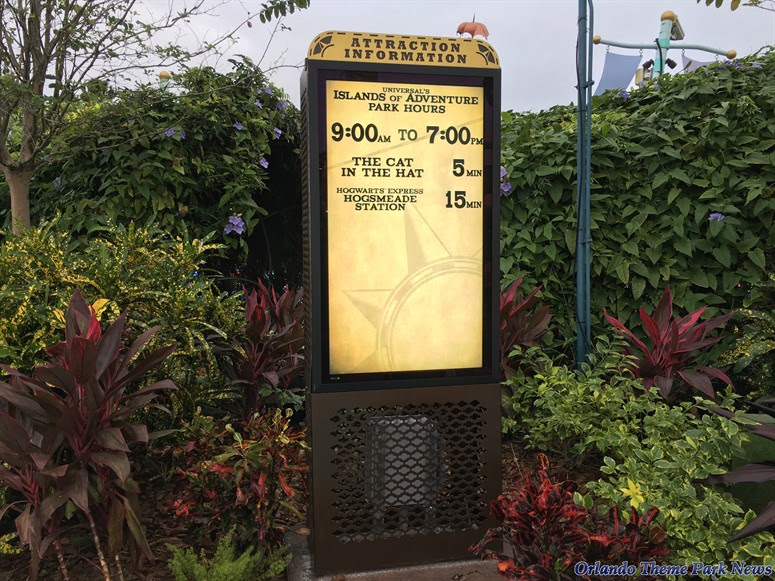 ATTRACTION
INFORMATION
UNIVERSAL'S
ISLANDS OF ADVENTURE
PARK HOURS
9:00AM TO 7:00PM
THE CAT
IN THE HAT 5 MIN
HOGWARTS' EXPRESS
HOGSMEADE
STATION 15 MIN
Orlando Theme Park News